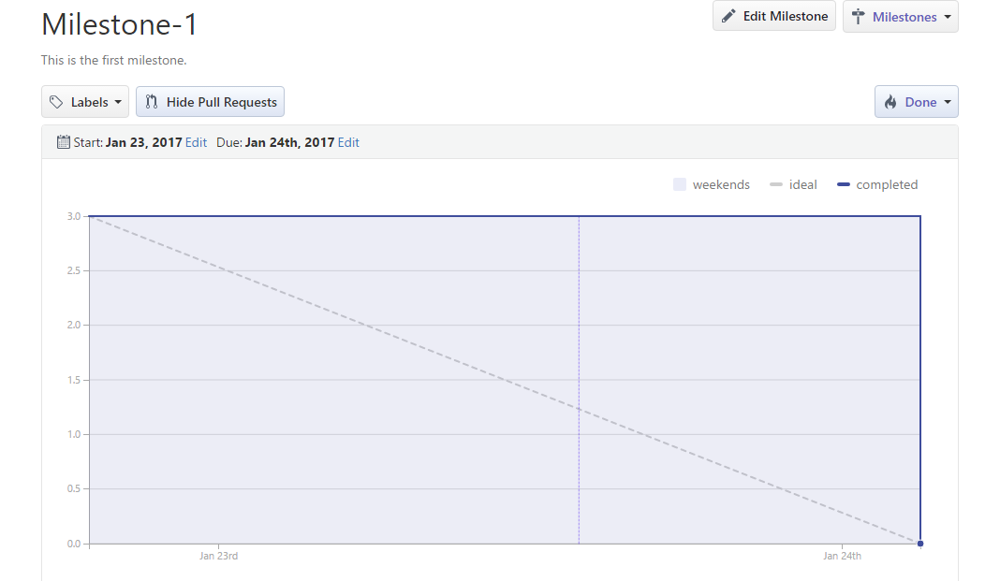 Milestone-1
Edit Milestone
Milestones
This is the first milestone.
Labels
Hide Pull Requests
Done
Start: Jan 23, 2017 Edit Due: Jan 24th, 2017 Edit
weekends ideal completed
3.0
2.5
2.0
1.5
1.0
0.5
0.0
Jan 23rd Jan 24th